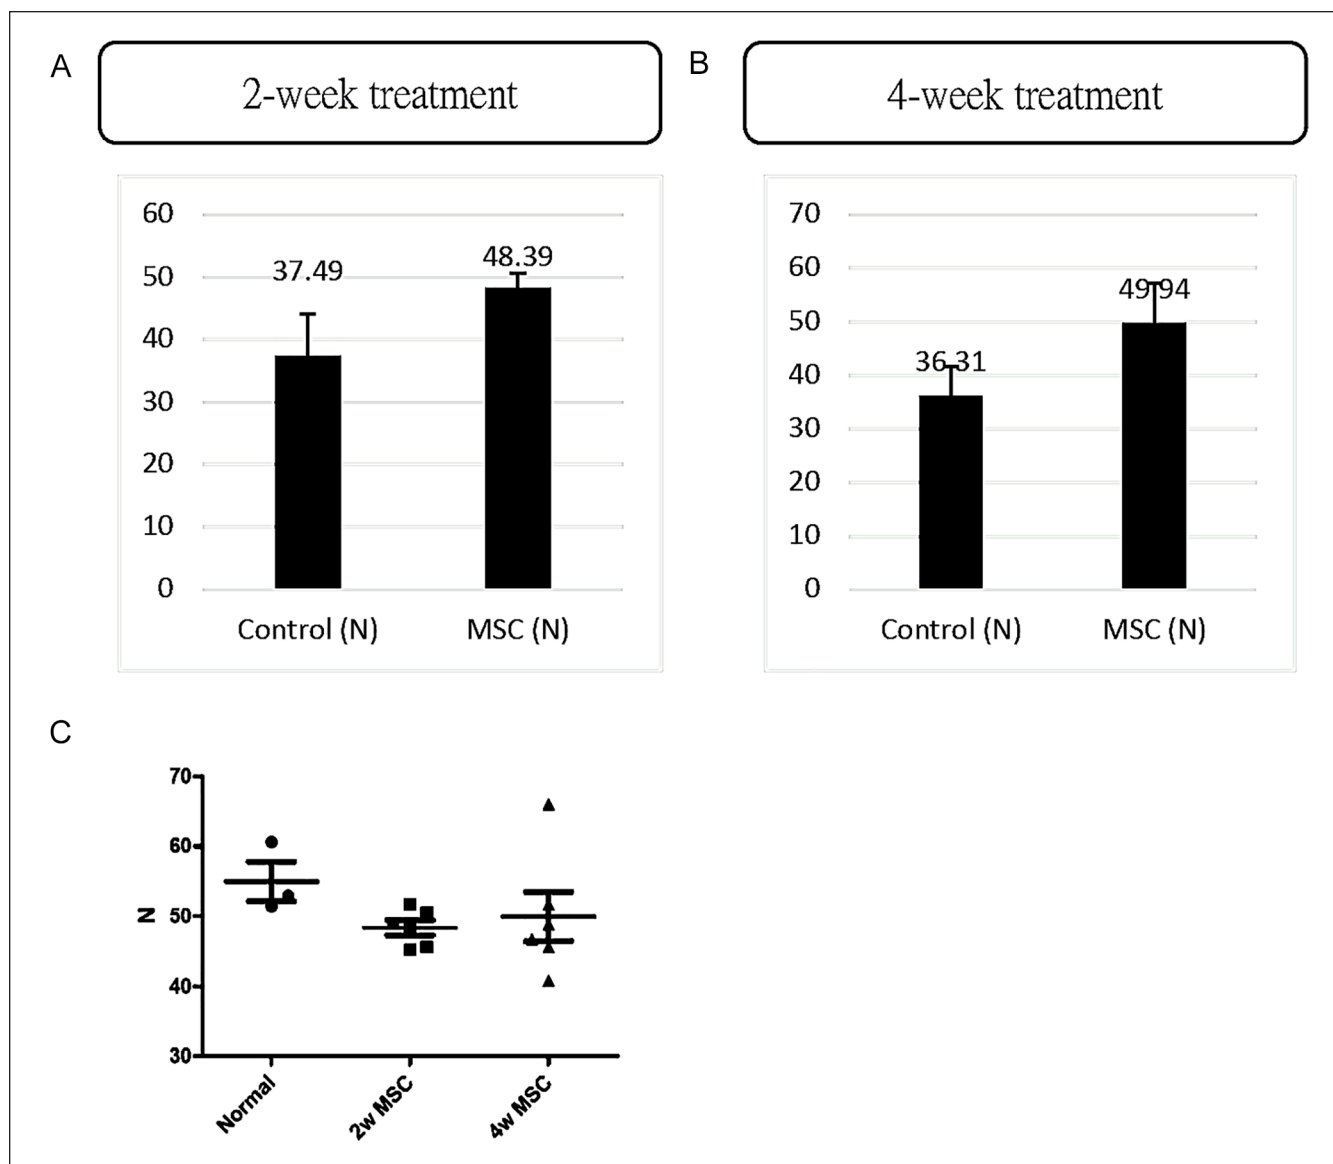 A
2-week treatment
B
4-week treatment
60
50
40
30
20
10
0
37.49
48.39
Control (N)
MSC (N)
70
60
50
40
30
20
10
0
36.31
49.94
Control (N)
MSC (N)
C
70
60
50
40
30
N
Normal
2w MSC
4w MSC